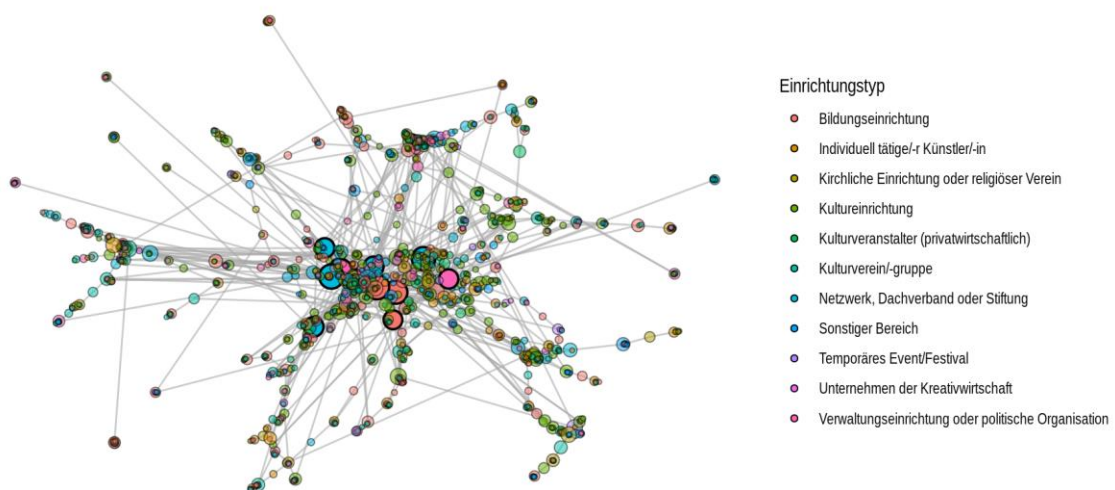 Einrichtungstyp
Bildungseinrichtung
Individuell tätige/-r Künstler/-in
Kirchliche Einrichtung oder religiöser Verein
Kultureinrichtung
Kulturveranstalter (privatwirtschaftlich)
Kulturverein/-gruppe
Netzwerk, Dachverband oder Stiftung
Sonstiger Bereich
Temporäres Event/Festival
Unternehmen der Kreativwirtschaft
Verwaltungseinrichtung oder politische Organisation